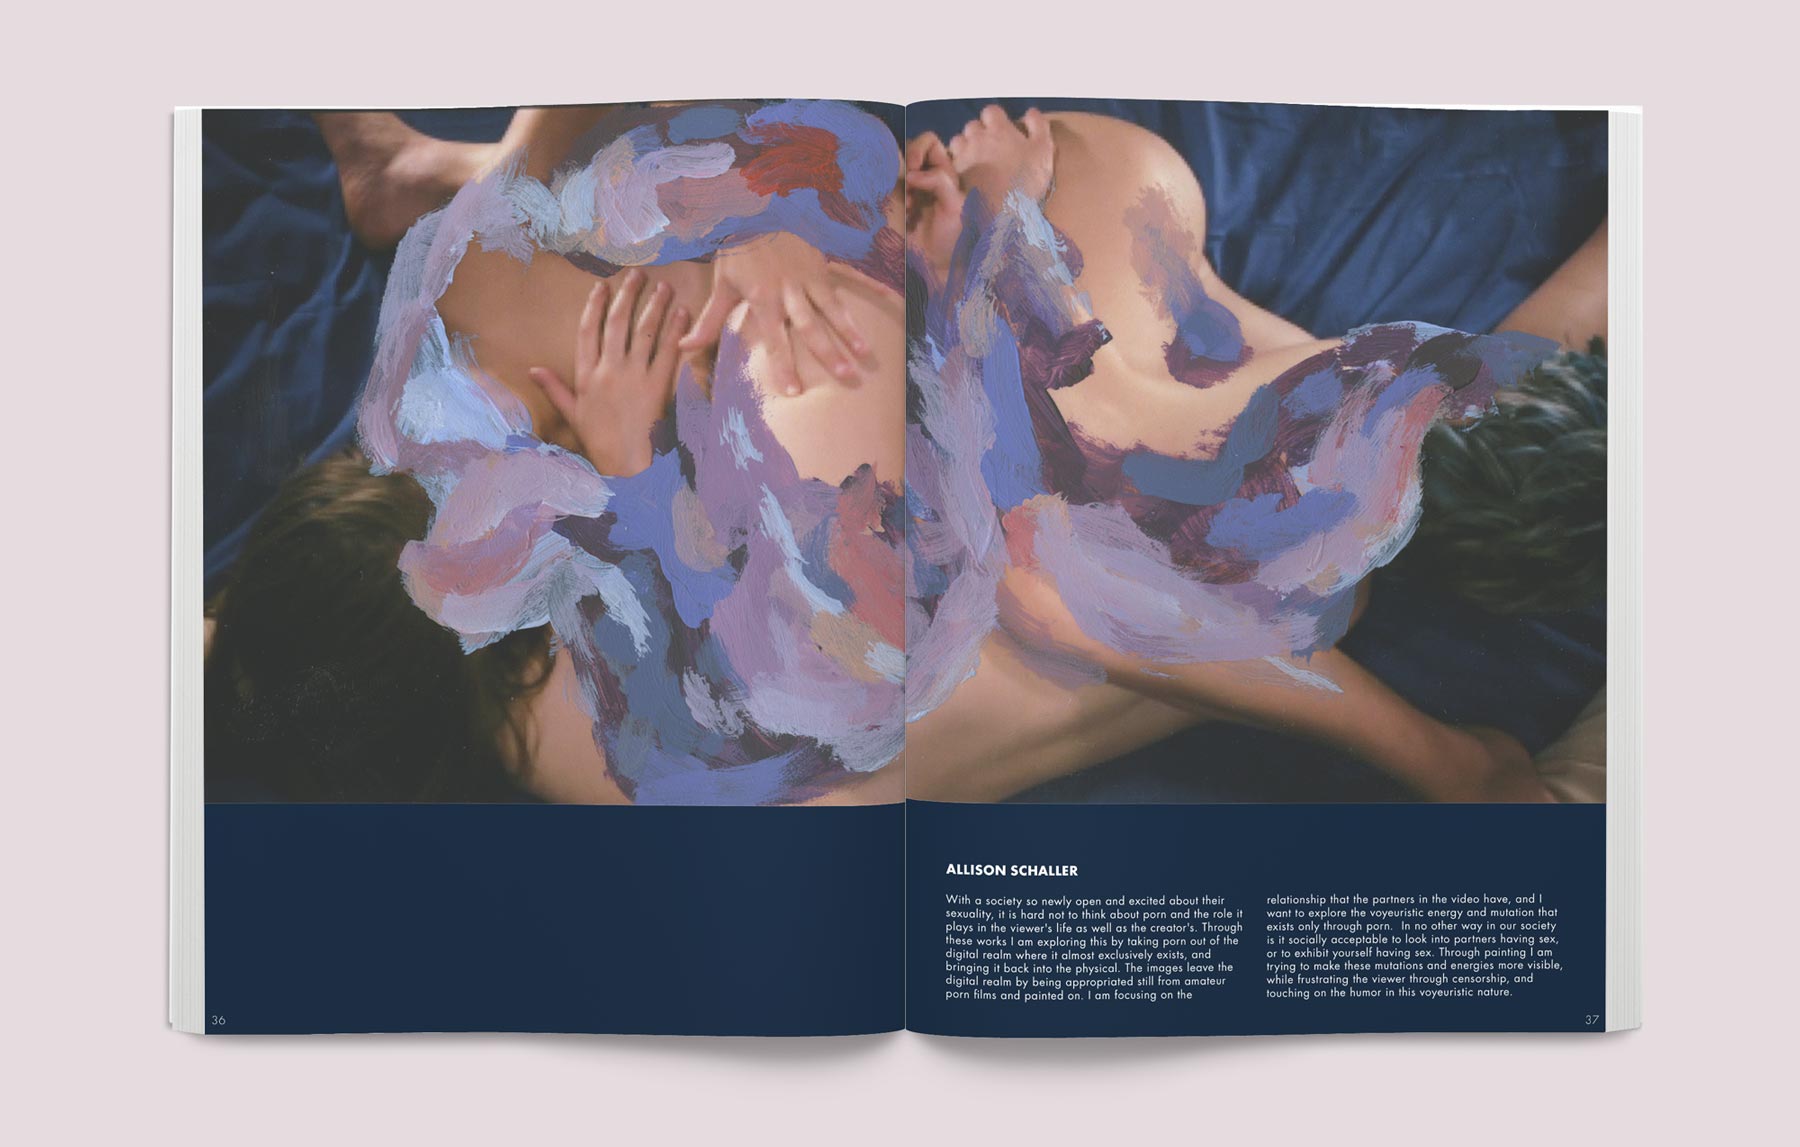 ALLISON SCHALLER
With a society so newly open and excited about their
sexuality, it is hard not to think about porn and the role it
plays in the viewer's life as well as the creator's. Through
these works I am exploring this by taking porn out of the
digital realm where it almost exclusively exists, and
bringing it back into the physical. The images leave the
digital realm by being appropriated still from amateur
porn films and painted on. I am focusing on the
relationship that the partners in the video have, and I
want to explore the voyeuristic energy and mutation that
exists only through porn. In no other way in our society
is it socially acceptable to look into partners having sex,
or to exhibit yourself having sex. Through painting I am
trying to make these mutations and energies more visible,
while frustrating the viewer through censorship, and
touching on the humor in this voyeuristic nature.
36
37